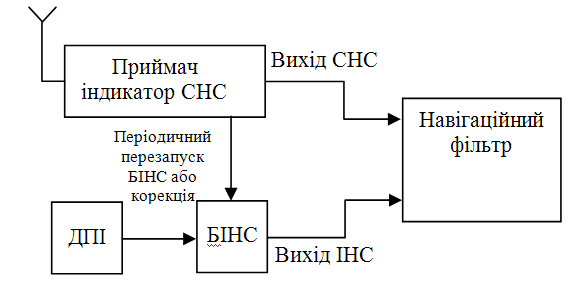 Приймач
індикатор СНС
Вихід СНС
Навігаційний
фільтр
Періодичний
перезапуск
БІНС або
корекція
ДПІ
БІНС
Вихід ІНС